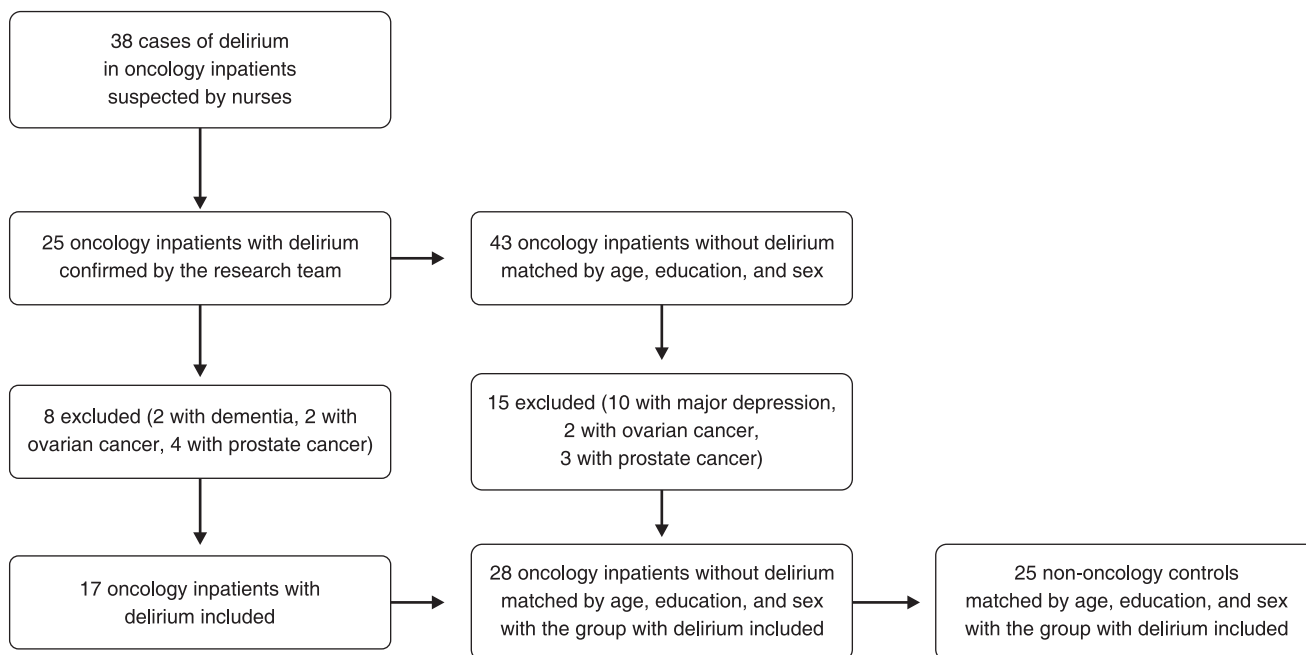 38 cases of delirium
in oncology inpatients
suspected by nurses
25 oncology inpatients with delirium
confirmed by the research team
43 oncology inpatients without delirium
matched by age, education, and sex
8 excluded (2 with dementia, 2 with
ovarian cancer, 4 with prostate cancer)
15 excluded (10 with major depression,
2 with ovarian cancer,
3 with prostate cancer)
17 oncology inpatients with
delirium included
28 oncology inpatients without delirium
matched by age, education, and sex
with the group with delirium included
25 non-oncology controls
matched by age, education, and sex
with the group with delirium included